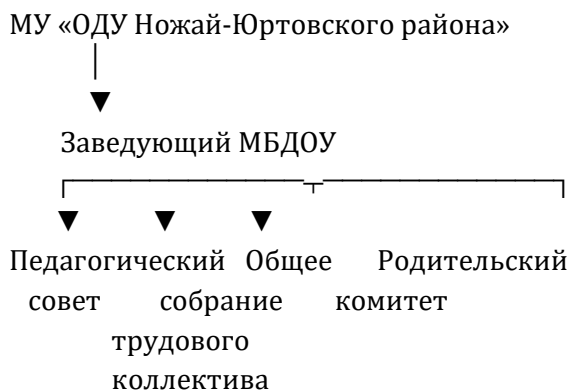 МУ «ОДУ Ножай-Юртовского района»
Заведующий МБДОУ
Педагогический Общее Родительский
совет собрание комитет
трудового
коллектива